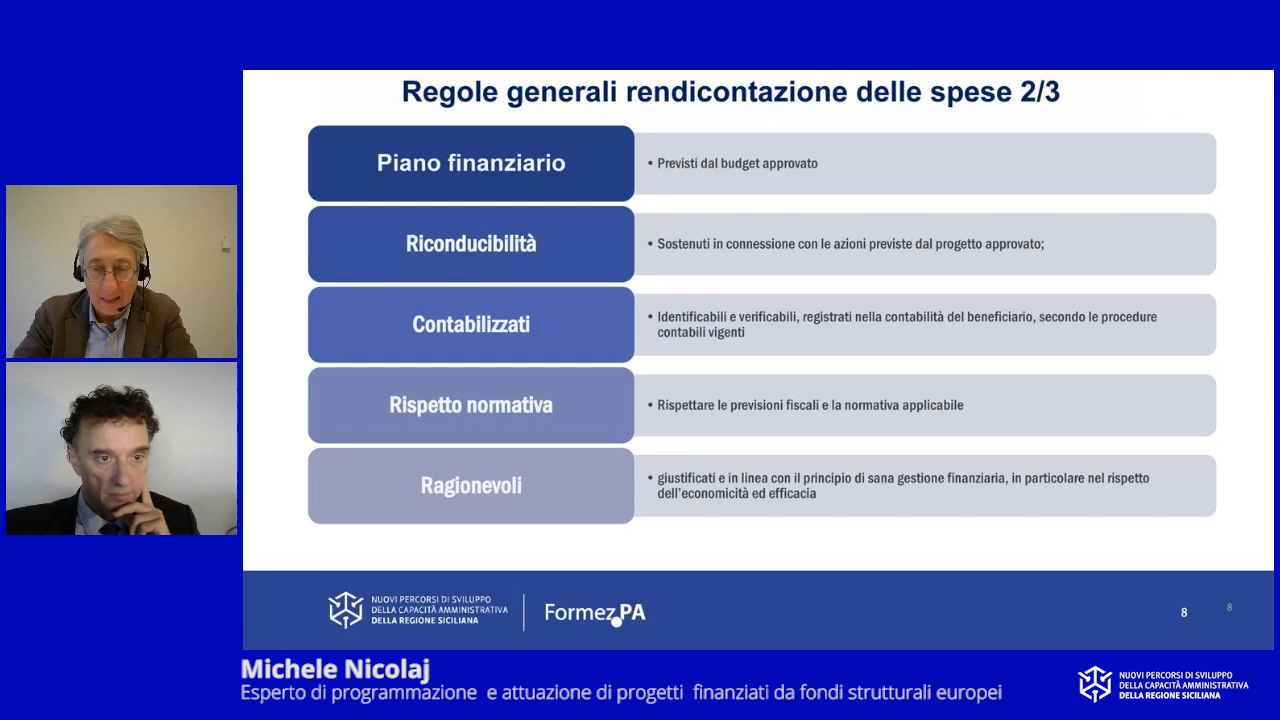 Regole generali rendicontazione delle spese 2/3
Piano finanziario
• Previsti dal budget approvato
Riconducibilità
• Sostenuti in connessione con le azioni previste dal progetto approvato;
Contabilizzati
• Identificabili e verificabili, registrati nella contabilità del beneficiario, secondo le procedure
contabili vigenti
Rispetto normativa
• Rispettare le previsioni fiscali e la normativa applicabile
Ragionevoli
• giustificati e in linea con il principio di sana gestione finanziaria, in particolare nel rispetto
dell'economicità ed efficacia
NUOVI PERCORSI DI SVILUPPO
DELLA CAPACITÀ AMMINISTRATIVA
DELLA REGIONE SICILIANA
Formez.PA
8
8
Michele Nicolaj
Esperto di programmazione e attuazione di progetti finanziati da fondi strutturali europei
NUOVI PERCORSI DI SVILUPPO
DELLA CAPACITÀ AMMINISTRATIVA
DELLA REGIONE SICILIANA